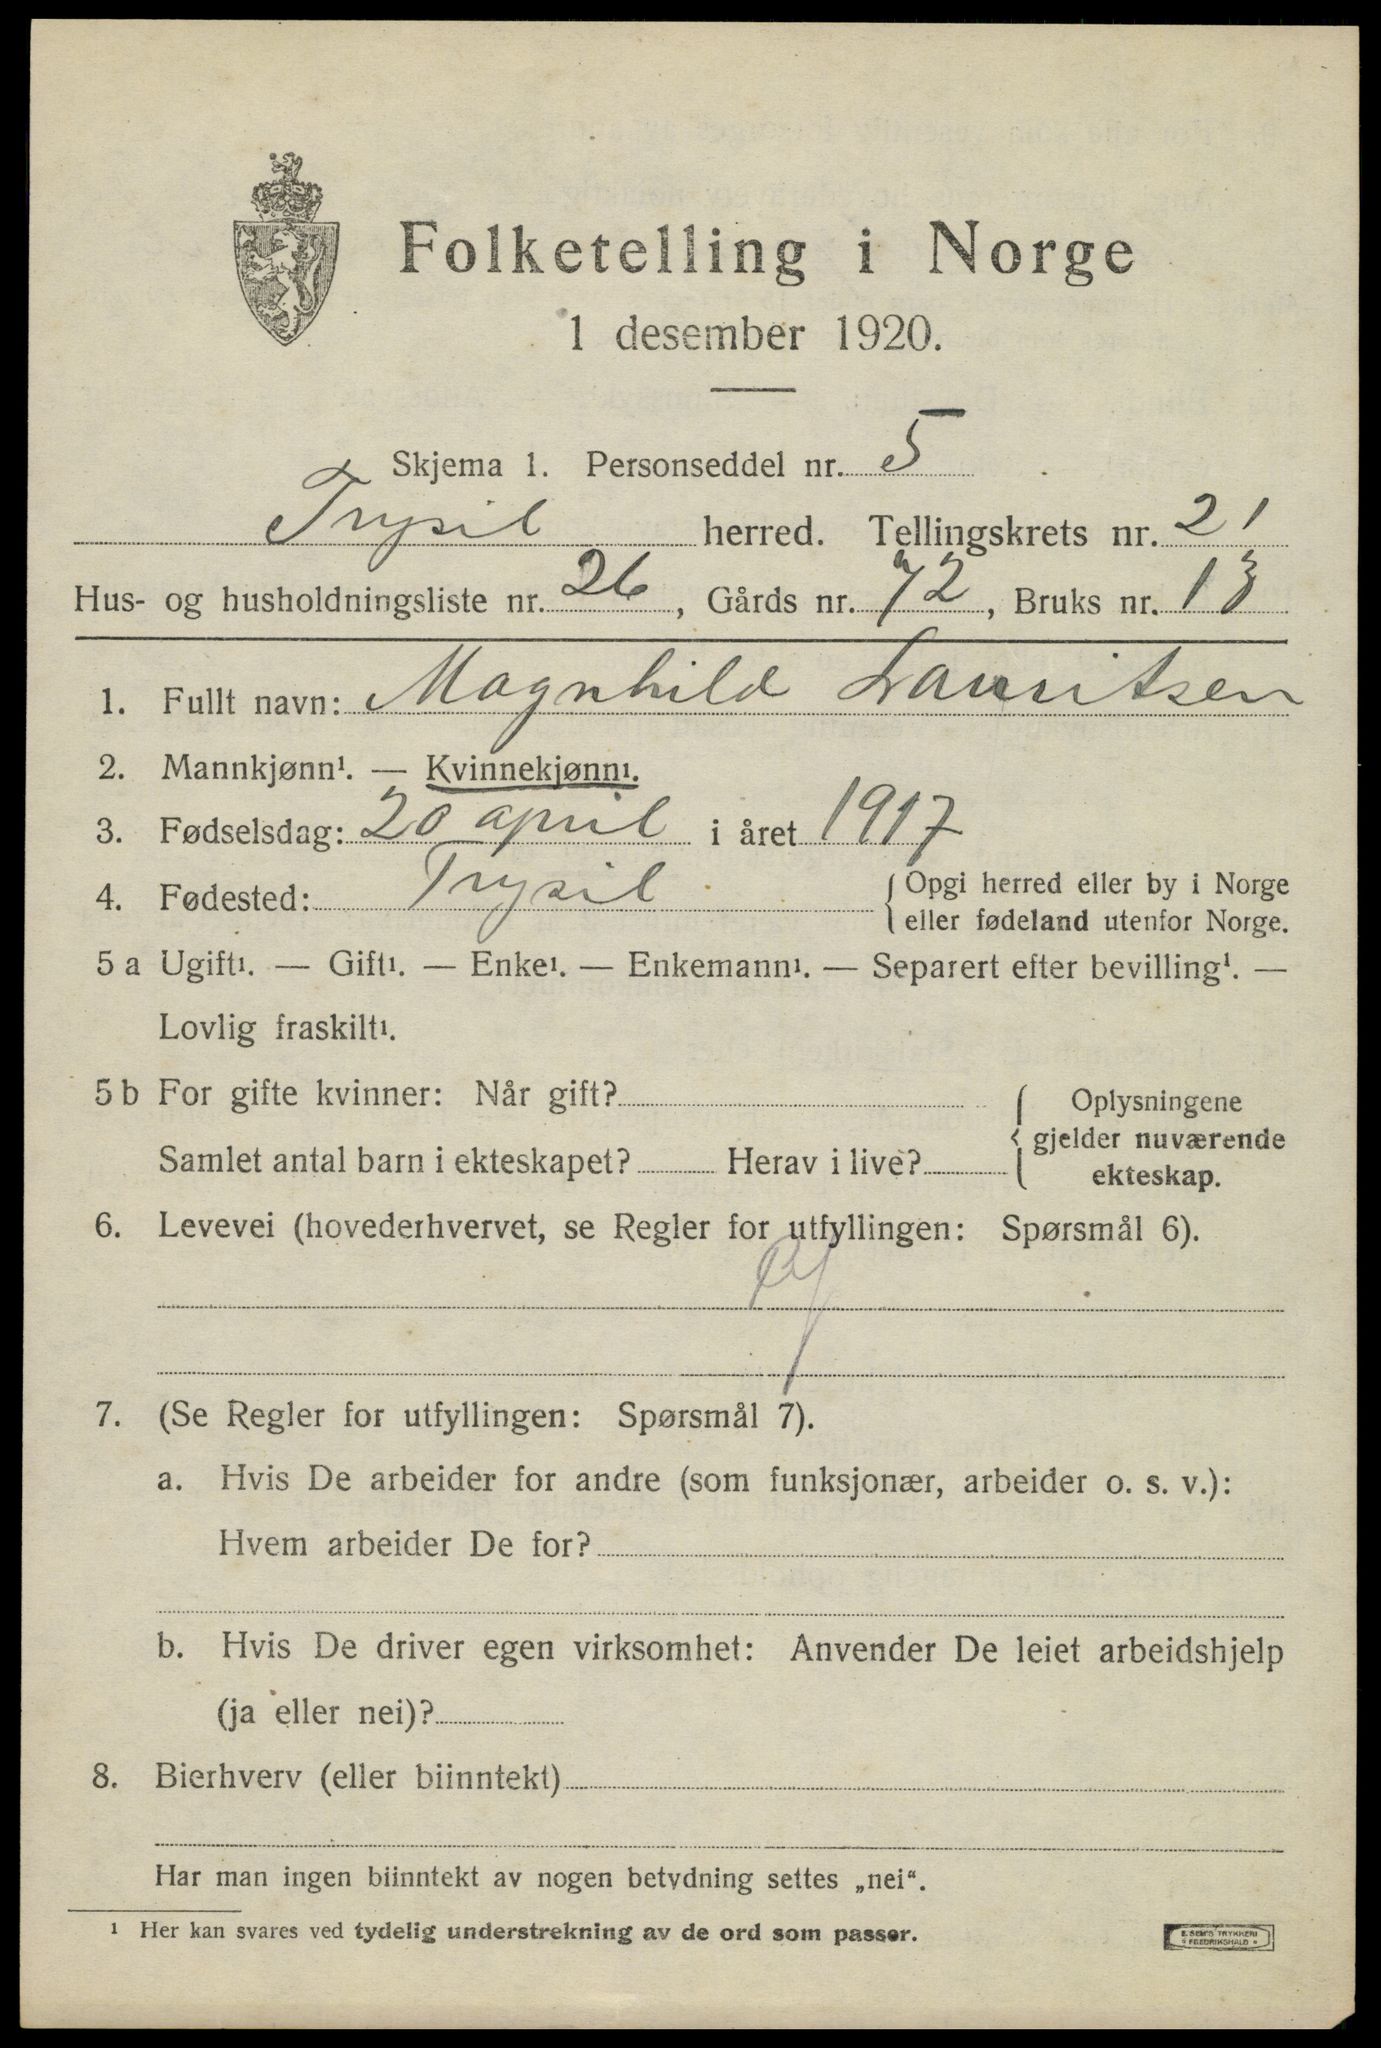 Folketelling i Norge
1 desember 1920.
Skjema 1. Personseddel nr. 5
Trysil herred. Tellingskrets nr. 21
Hus- og husholdningsliste nr. 26, Gårds nr. 72, Bruks nr. 13
1. Fullt navn: Magnhild Lauritsen
2. Mannkjønn¹. — Kvinnekjønn¹.
3. Fødselsdag: 20 april i året 1917
4. Fødested: Trysil {Opgi herred eller by i Norge
eller fødeland utenfor Norge.
5 a Ugift¹. — Gift¹. — Enke¹. — Enkemann¹. — Separert efter bevilling¹. —
Lovlig fraskilt¹.
5 b For gifte kvinner: Når gift? { Oplysningene
gjelder nuværende
Samlet antal barn i ekteskapet? Herav i live?
ekteskap.
6. Levevei (hovederhvervet, se Regler for utfyllingen: Spørsmål 6).
7. (Se Regler for utfyllingen: Spørsmål 7).
a. Hvis De arbeider for andre (som funksjonær, arbeider o. s. v.):
Hvem arbeider De for?
b. Hvis De driver egen virksomhet: Anvender De leiet arbeidshjelp
(ja eller nei)?
8. Bierhverv (eller biinntekt)
Har man ingen biinntekt av nogen betydning settes „nei“.
¹ Her kan svares ved tydelig understrekning av de ord som passer.
E. SEM'S TRYKKERI
FREDRIKSHALD